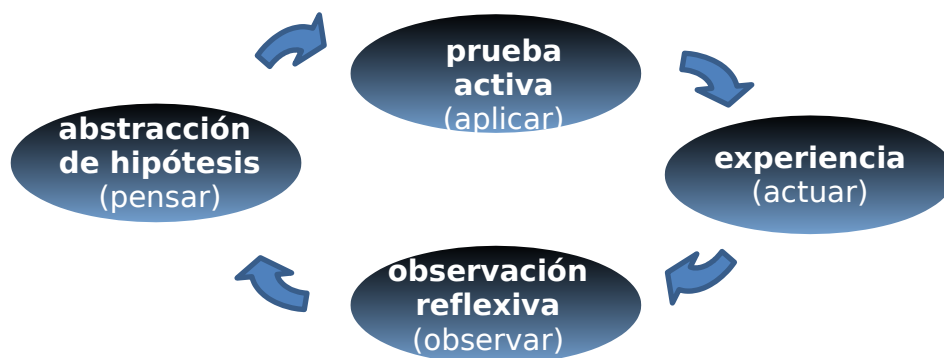 prueba
activa
(aplicar)
abstracción
de hipótesis
(pensar)
experiencia
(actuar)
observación
reflexiva
(observar)